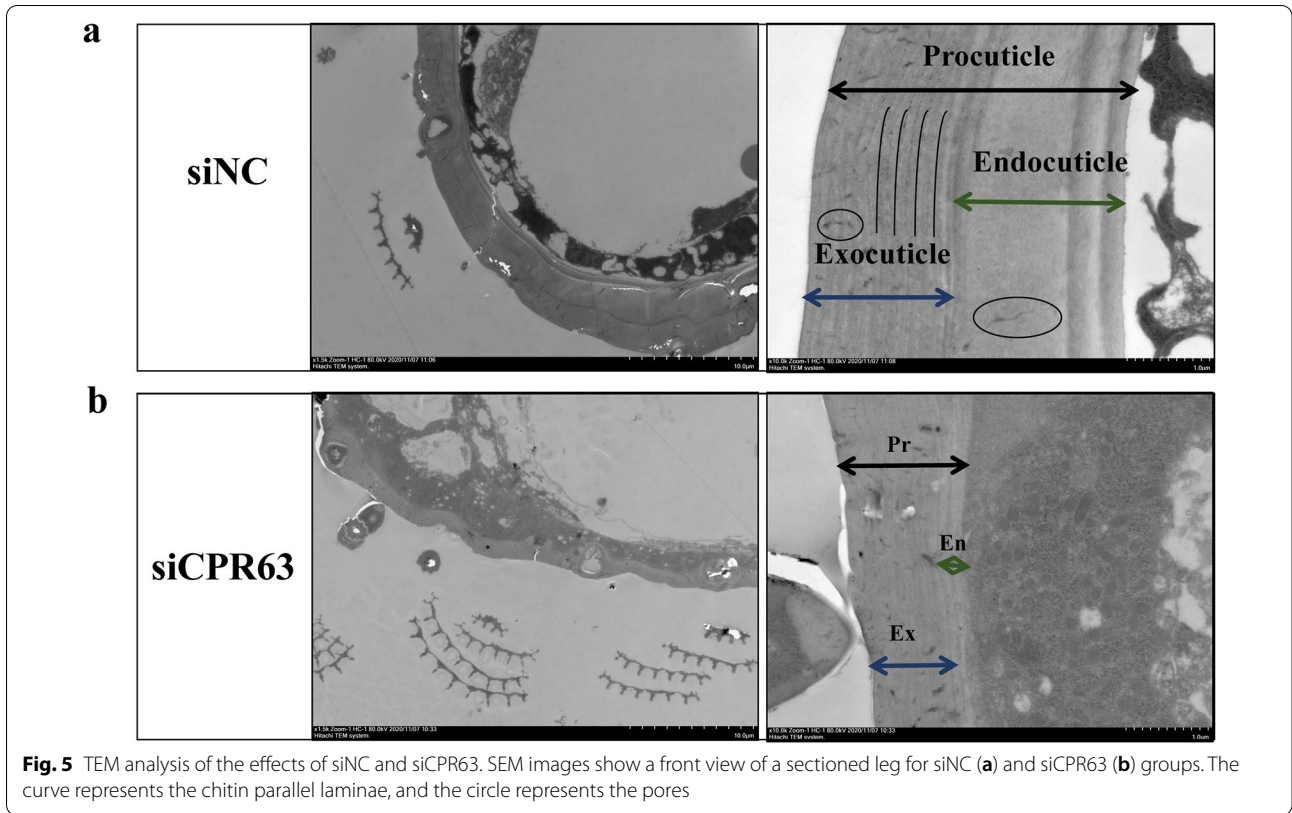 a
siNC
Procuticle
Endocuticle
Exocuticle
x1.5k Zoom-1 HC-1 80.0kV 2020/11/07 11:06
Hitachi TEM system.
10.0μm
x10.0k Zoom-1 HC-1 80.0kV 2020/11/07 11:08
Hitachi TEM system.
1.0μm
b
siCPR63
Pr
En
Ex
x1.5k Zoom-1 HC-1 80.0kV 2020/11/07 10:33
Hitachi TEM system.
10.0μm
x10.0k Zoom-1 HC-1 80.0kV 2020/11/07 10:33
Hitachi TEM system.
1.0μm
Fig. 5 TEM analysis of the effects of siNC and siCPR63. SEM images show a front view of a sectioned leg for siNC (a) and siCPR63 (b) groups. The
curve represents the chitin parallel laminae, and the circle represents the pores